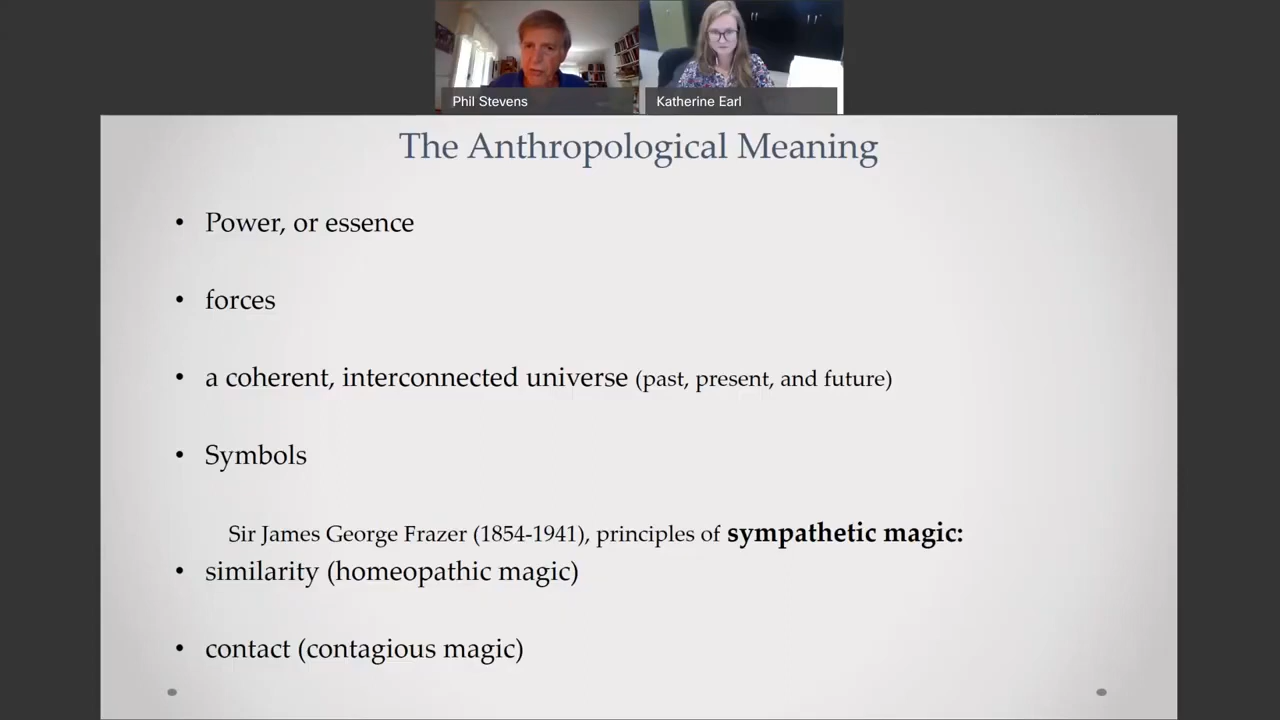 Phil Stevens
Katherine Earl
The Anthropological Meaning
• Power, or essence
• forces
• a coherent, interconnected universe (past, present, and future)
• Symbols
Sir James George Frazer (1854-1941), principles of sympathetic magic:
• similarity (homeopathic magic)
• contact (contagious magic)